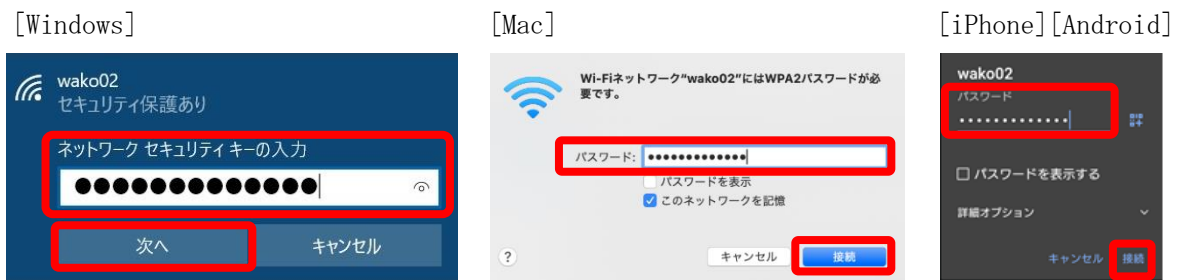 [Windows]
wako02
セキュリティ保護あり
ネットワーク セキュリティ キーの入力
●●●●●●●●●●●●●
次へ
キャンセル
[Mac]
Wi-Fiネットワーク“wako02”にはWPA2パスワードが必
要です。
パスワード: •••••••••••••
パスワードを表示
このネットワークを記憶
?
キャンセル
接続
[iPhone][Android]
wako02
パスワード
•••••••••••••
パスワードを表示する
詳細オプション
キャンセル
接続